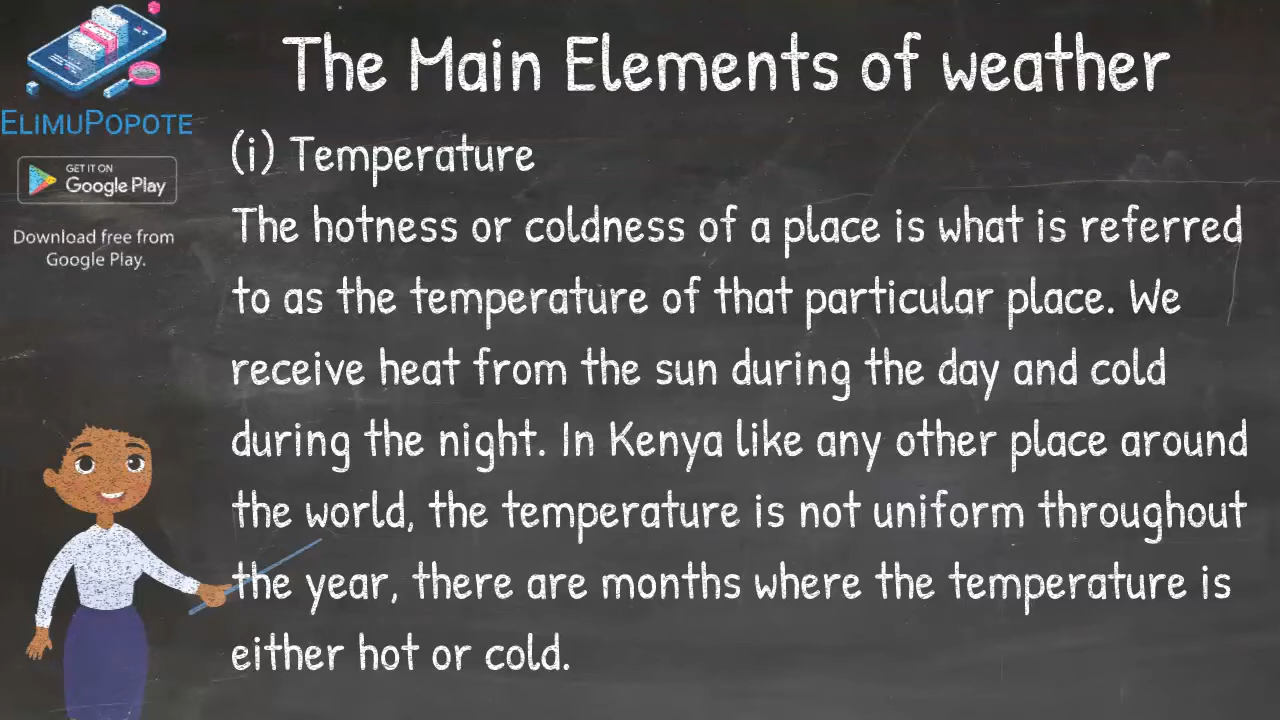 The Main Elements of weather
ELIMUPOPOTE
GET IT ON
Google Play
Download free from
Google Play.
(i) Temperature
The hotness or coldness of a place is what is referred
to as the temperature of that particular place. We
receive heat from the sun during the day and cold
during the night. In Kenya like any other place around
the world, the temperature is not uniform throughout
the year, there are months where the temperature is
either hot or cold.